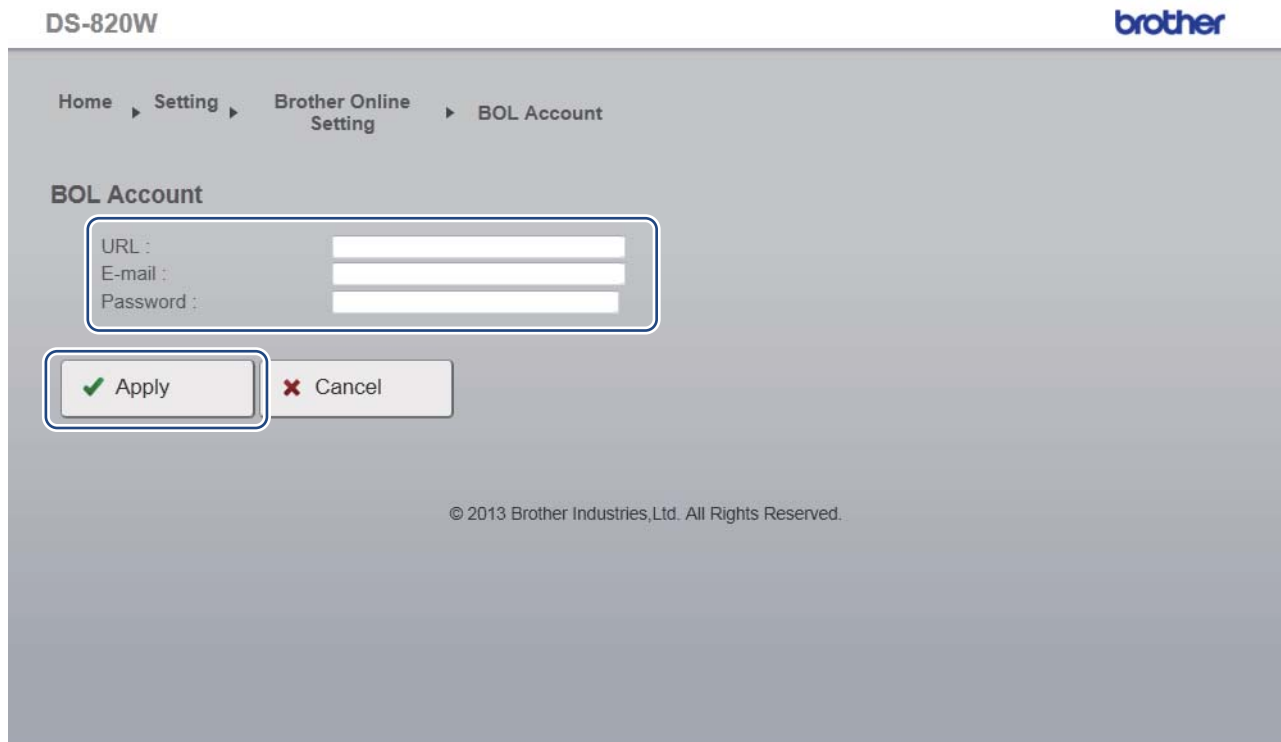 DS-820W
brother
Home Setting Brother Online Setting BOL Account
BOL Account
URL :
E-mail :
Password :
Apply Cancel
© 2013 Brother Industries,Ltd. All Rights Reserved.